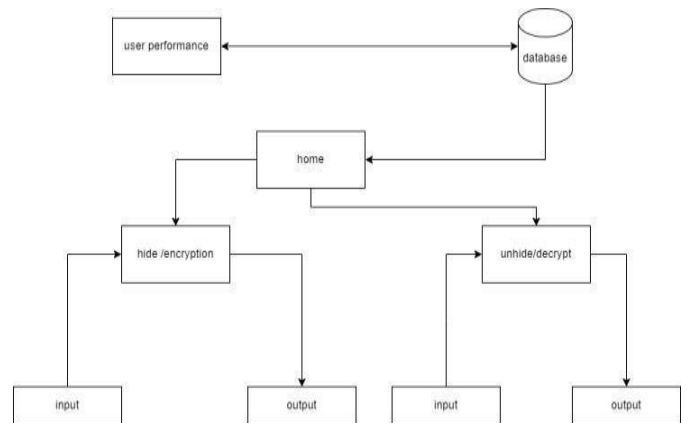 user performance
database
home
hide /encryption
unhide/decrypt
input
output
input
output